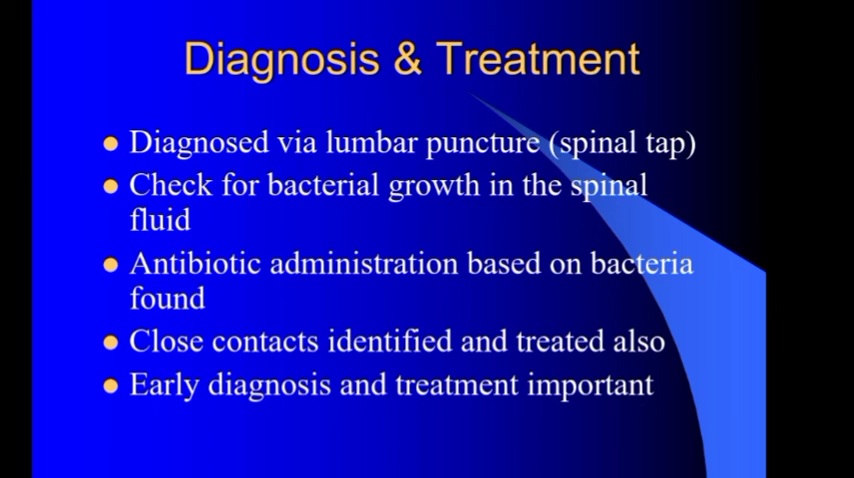 Diagnosis & Treatment
Diagnosed via lumbar puncture (spinal tap)
Check for bacterial growth in the spinal
fluid
Antibiotic administration based on bacteria
found
Close contacts identified and treated also
Early diagnosis and treatment important